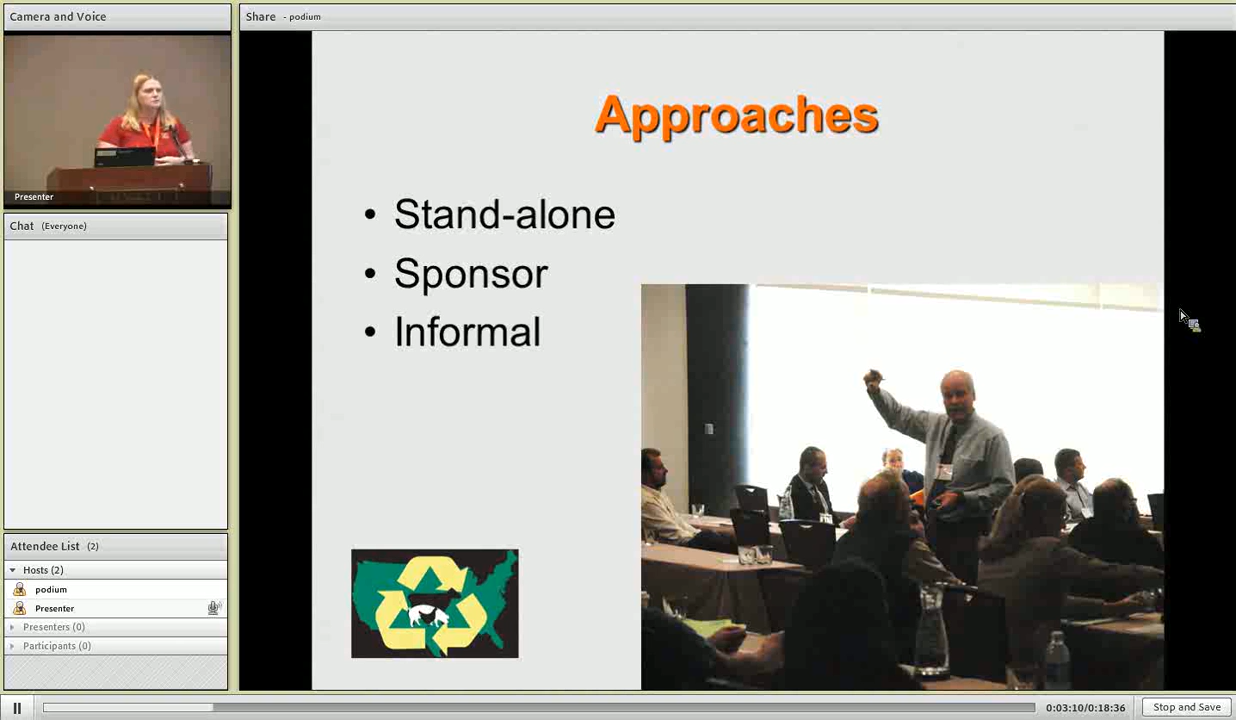 Camera and Voice
Presenter
Chat (Everyone)
Attendee List (2)
Hosts (2)
podium
Presenter
Presenters (0)
Participants (0)
Share - podium
Approaches
• Stand-alone
• Sponsor
• Informal
0:03:10/0:18:36
Stop and Save